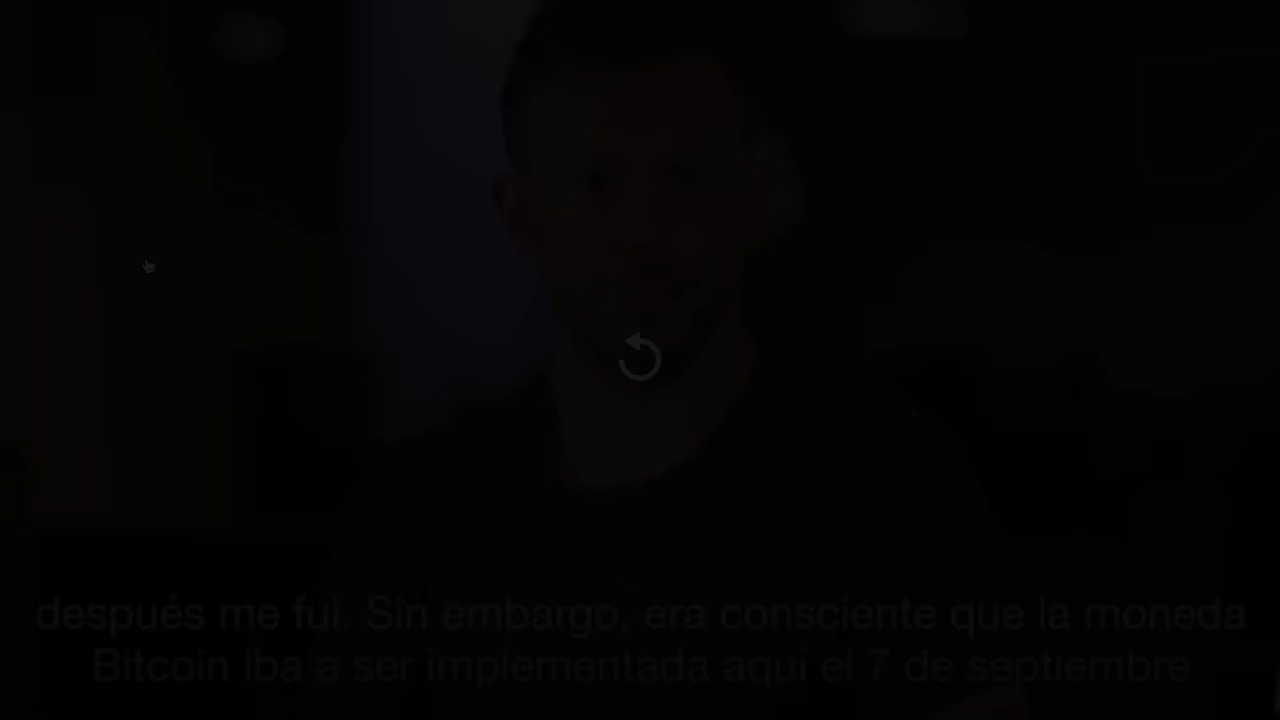 después me fui. Sin embargo, era consciente que la moneda
Bitcoin iba a ser implementada aquí el 7 de septiembre